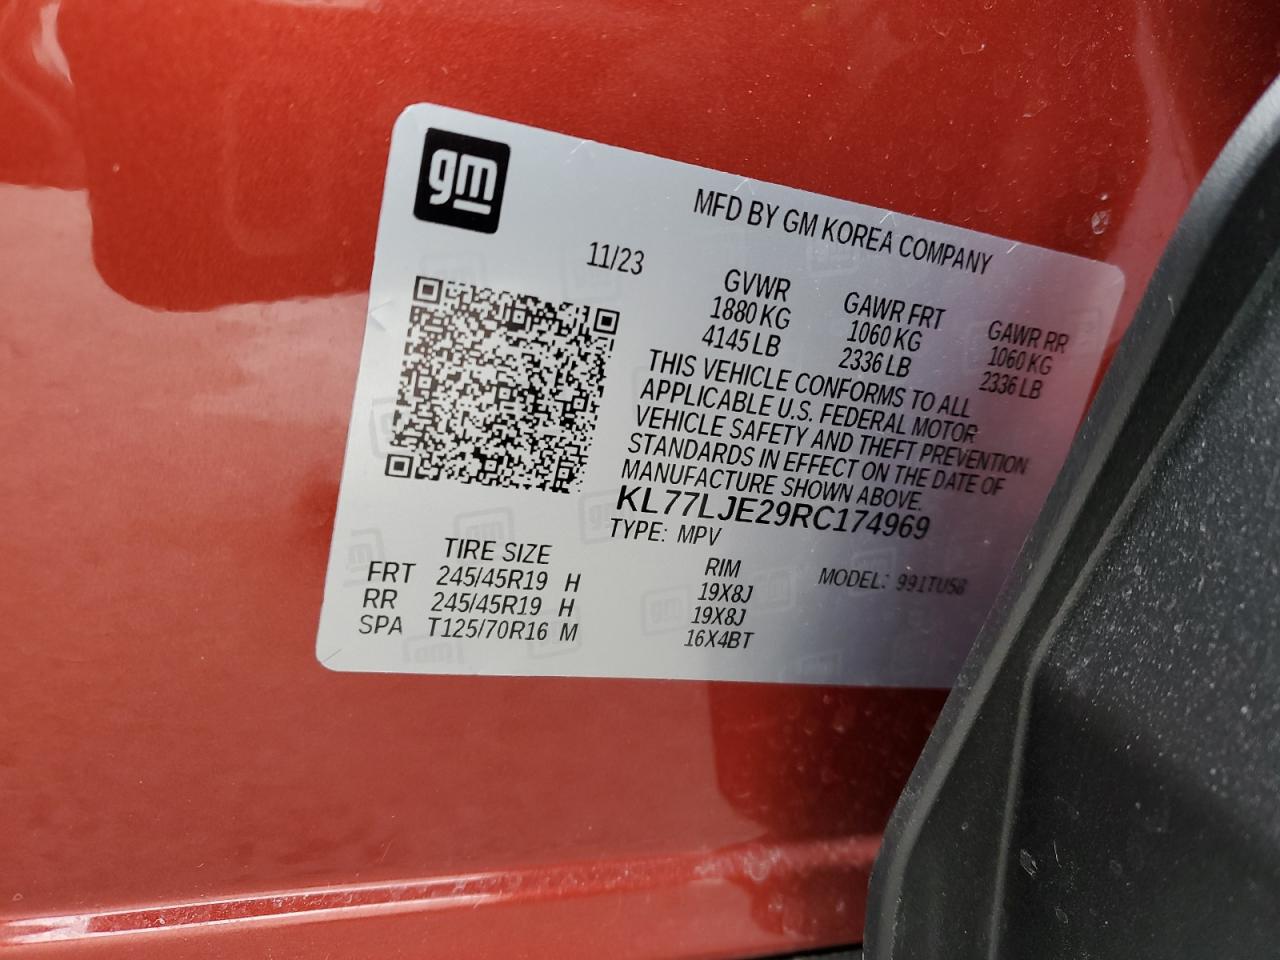 gm
MFD BY GM KOREA COMPANY
11/23
GVWR GAWR FRT GAWR RR
1880 KG 1060 KG 1060 KG
4145 LB 2336 LB 2336 LB
THIS VEHICLE CONFORMS TO ALL
APPLICABLE U.S. FEDERAL MOTOR
VEHICLE SAFETY AND THEFT PREVENTION
STANDARDS IN EFFECT ON THE DATE OF
MANUFACTURE SHOWN ABOVE.
KL77LJE29RC174969
TYPE: MPV MODEL: 991TU58
TIRE SIZE RIM
FRT 245/45R19 H 19X8J
RR 245/45R19 H 19X8J
SPA T125/70R16 M 16X4BT